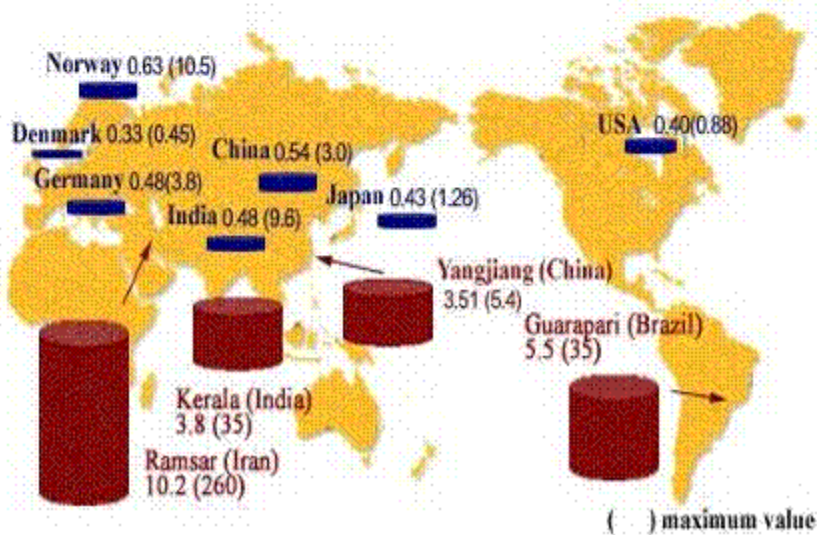 Norway 0.63 (10.5)
Denmark 0.33 (0.45)
China 0.54 (3.0)
USA 0.40(0.88)
Germany 0.48(3.8)
Japan 0.43 (1.26)
India 0.48 (9.6)
Yangjiang (China)
3.51 (5.4)
Guarapari (Brazil)
5.5 (35)
Kerala (India)
3.8 (35)
Ramsar (Iran)
10.2 (260)
( ) maximum value